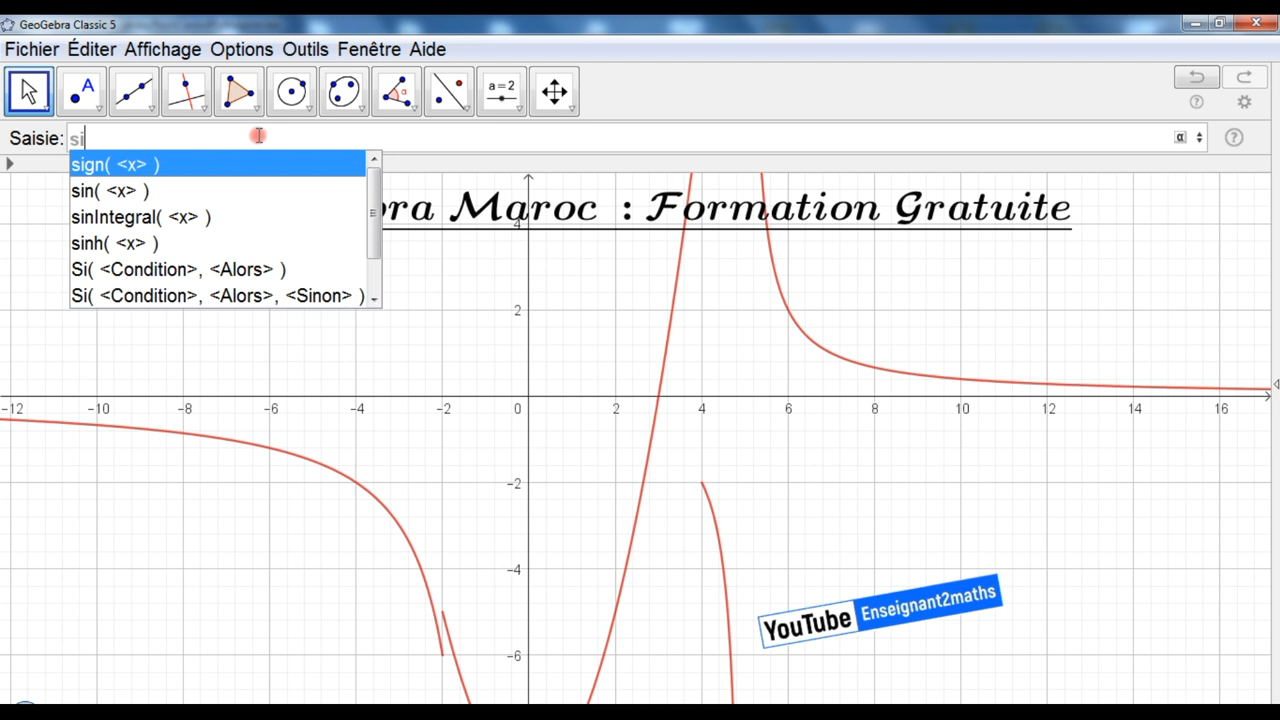 GeoGebra Classic 5
Fichier Éditer Affichage Options Outils Fenêtre Aide
A
α
a = 2
Saisie: si
α
sign( <x> )
sin( <x> )
sinIntegral( <x> )
sinh( <x> )
Si( <Condition>, <Alors> )
Si( <Condition>, <Alors>, <Sinon> )
bra Maroc : Formation Gratuite
4
2
-12 -10 -8 -6 -4 -2 0 2 4 6 8 10 12 14 16
-2
-4
-6
YouTube Enseignant2maths